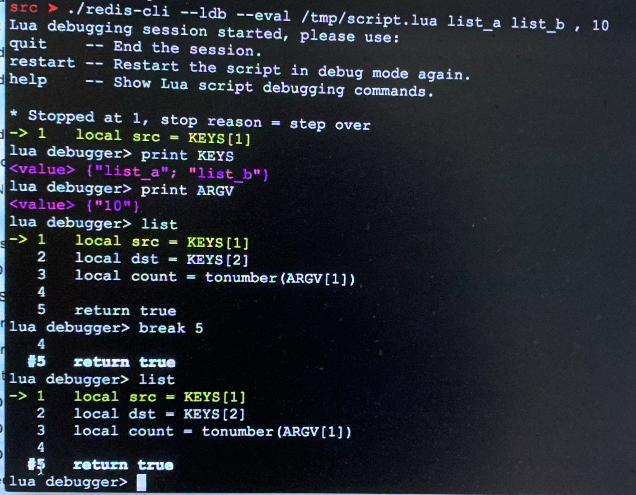 src ➤ ./redis-cli --ldb --eval /tmp/script.lua list_a list_b , 10
Lua debugging session started, please use:
quit    -- End the session.
restart -- Restart the script in debug mode again.
help    -- Show Lua script debugging commands.
* Stopped at 1, stop reason = step over
-> 1   local src = KEYS[1]
lua debugger> print KEYS
<value> {"list_a"; "list_b"}
lua debugger> print ARGV
<value> {"10"}
lua debugger> list
-> 1   local src = KEYS[1]
   2   local dst = KEYS[2]
   3   local count = tonumber(ARGV[1])
   4
   5   return true
lua debugger> break 5
   4
  #5   return true
lua debugger> list
-> 1   local src = KEYS[1]
   2   local dst = KEYS[2]
   3   local count = tonumber(ARGV[1])
   4
  #5   return true
lua debugger>